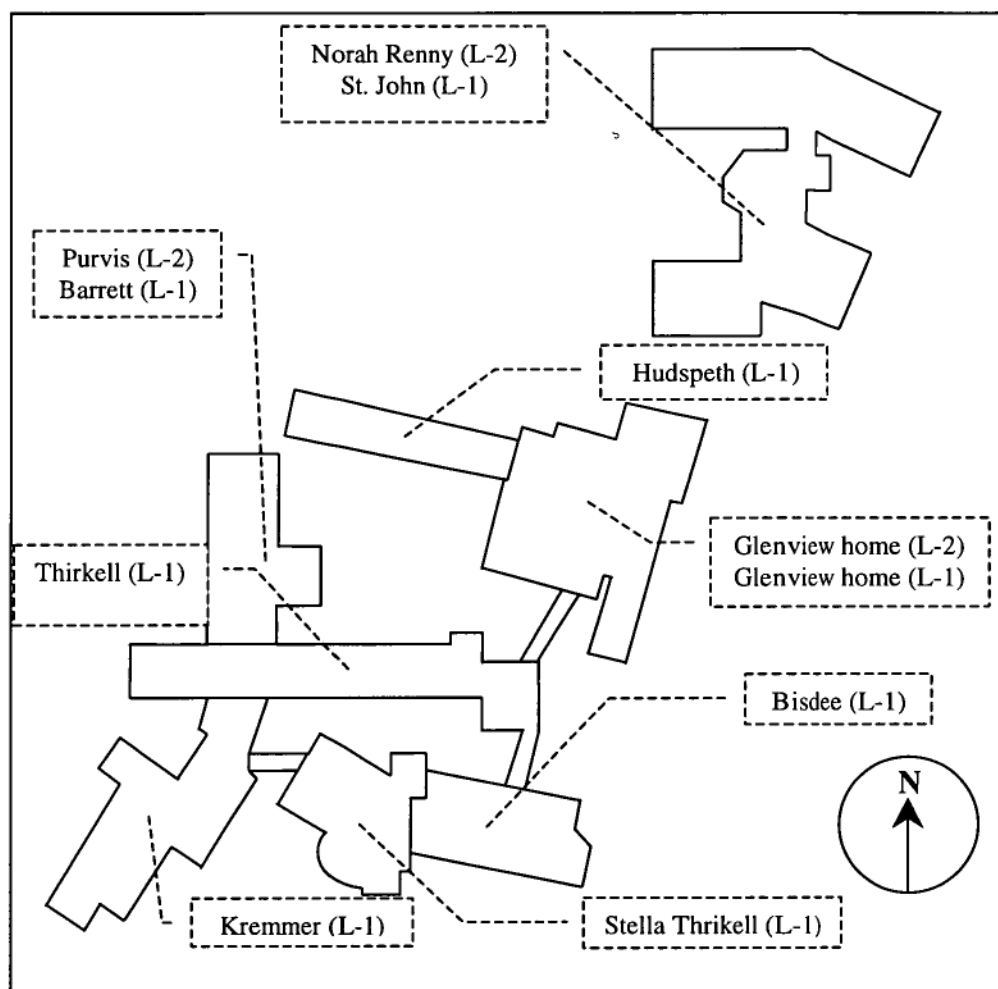 Norah Renny (L-2)
St. John (L-1)
Purvis (L-2)
Barrett (L-1)
Hudspeth (L-1)
Thirkell (L-1)
Glenview home (L-2)
Glenview home (L-1)
Bisdee (L-1)
N
Kremmer (L-1)
Stella Thrikell (L-1)